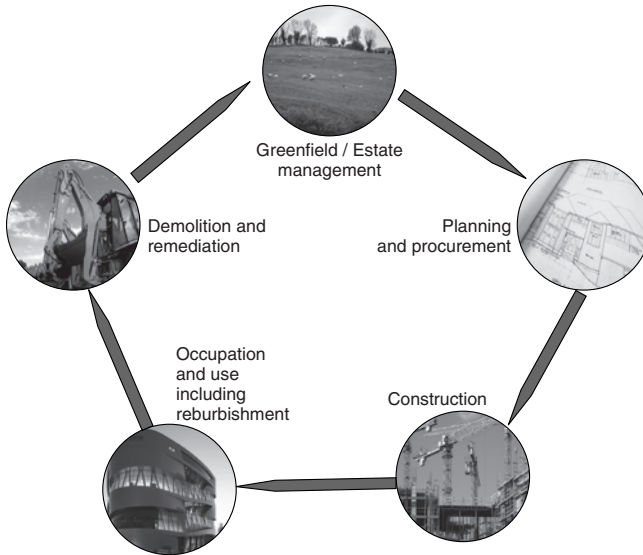 Greenfield / Estate
management
Planning
and procurement
Construction
Occupation
and use
including
reburbishment
Demolition and
remediation